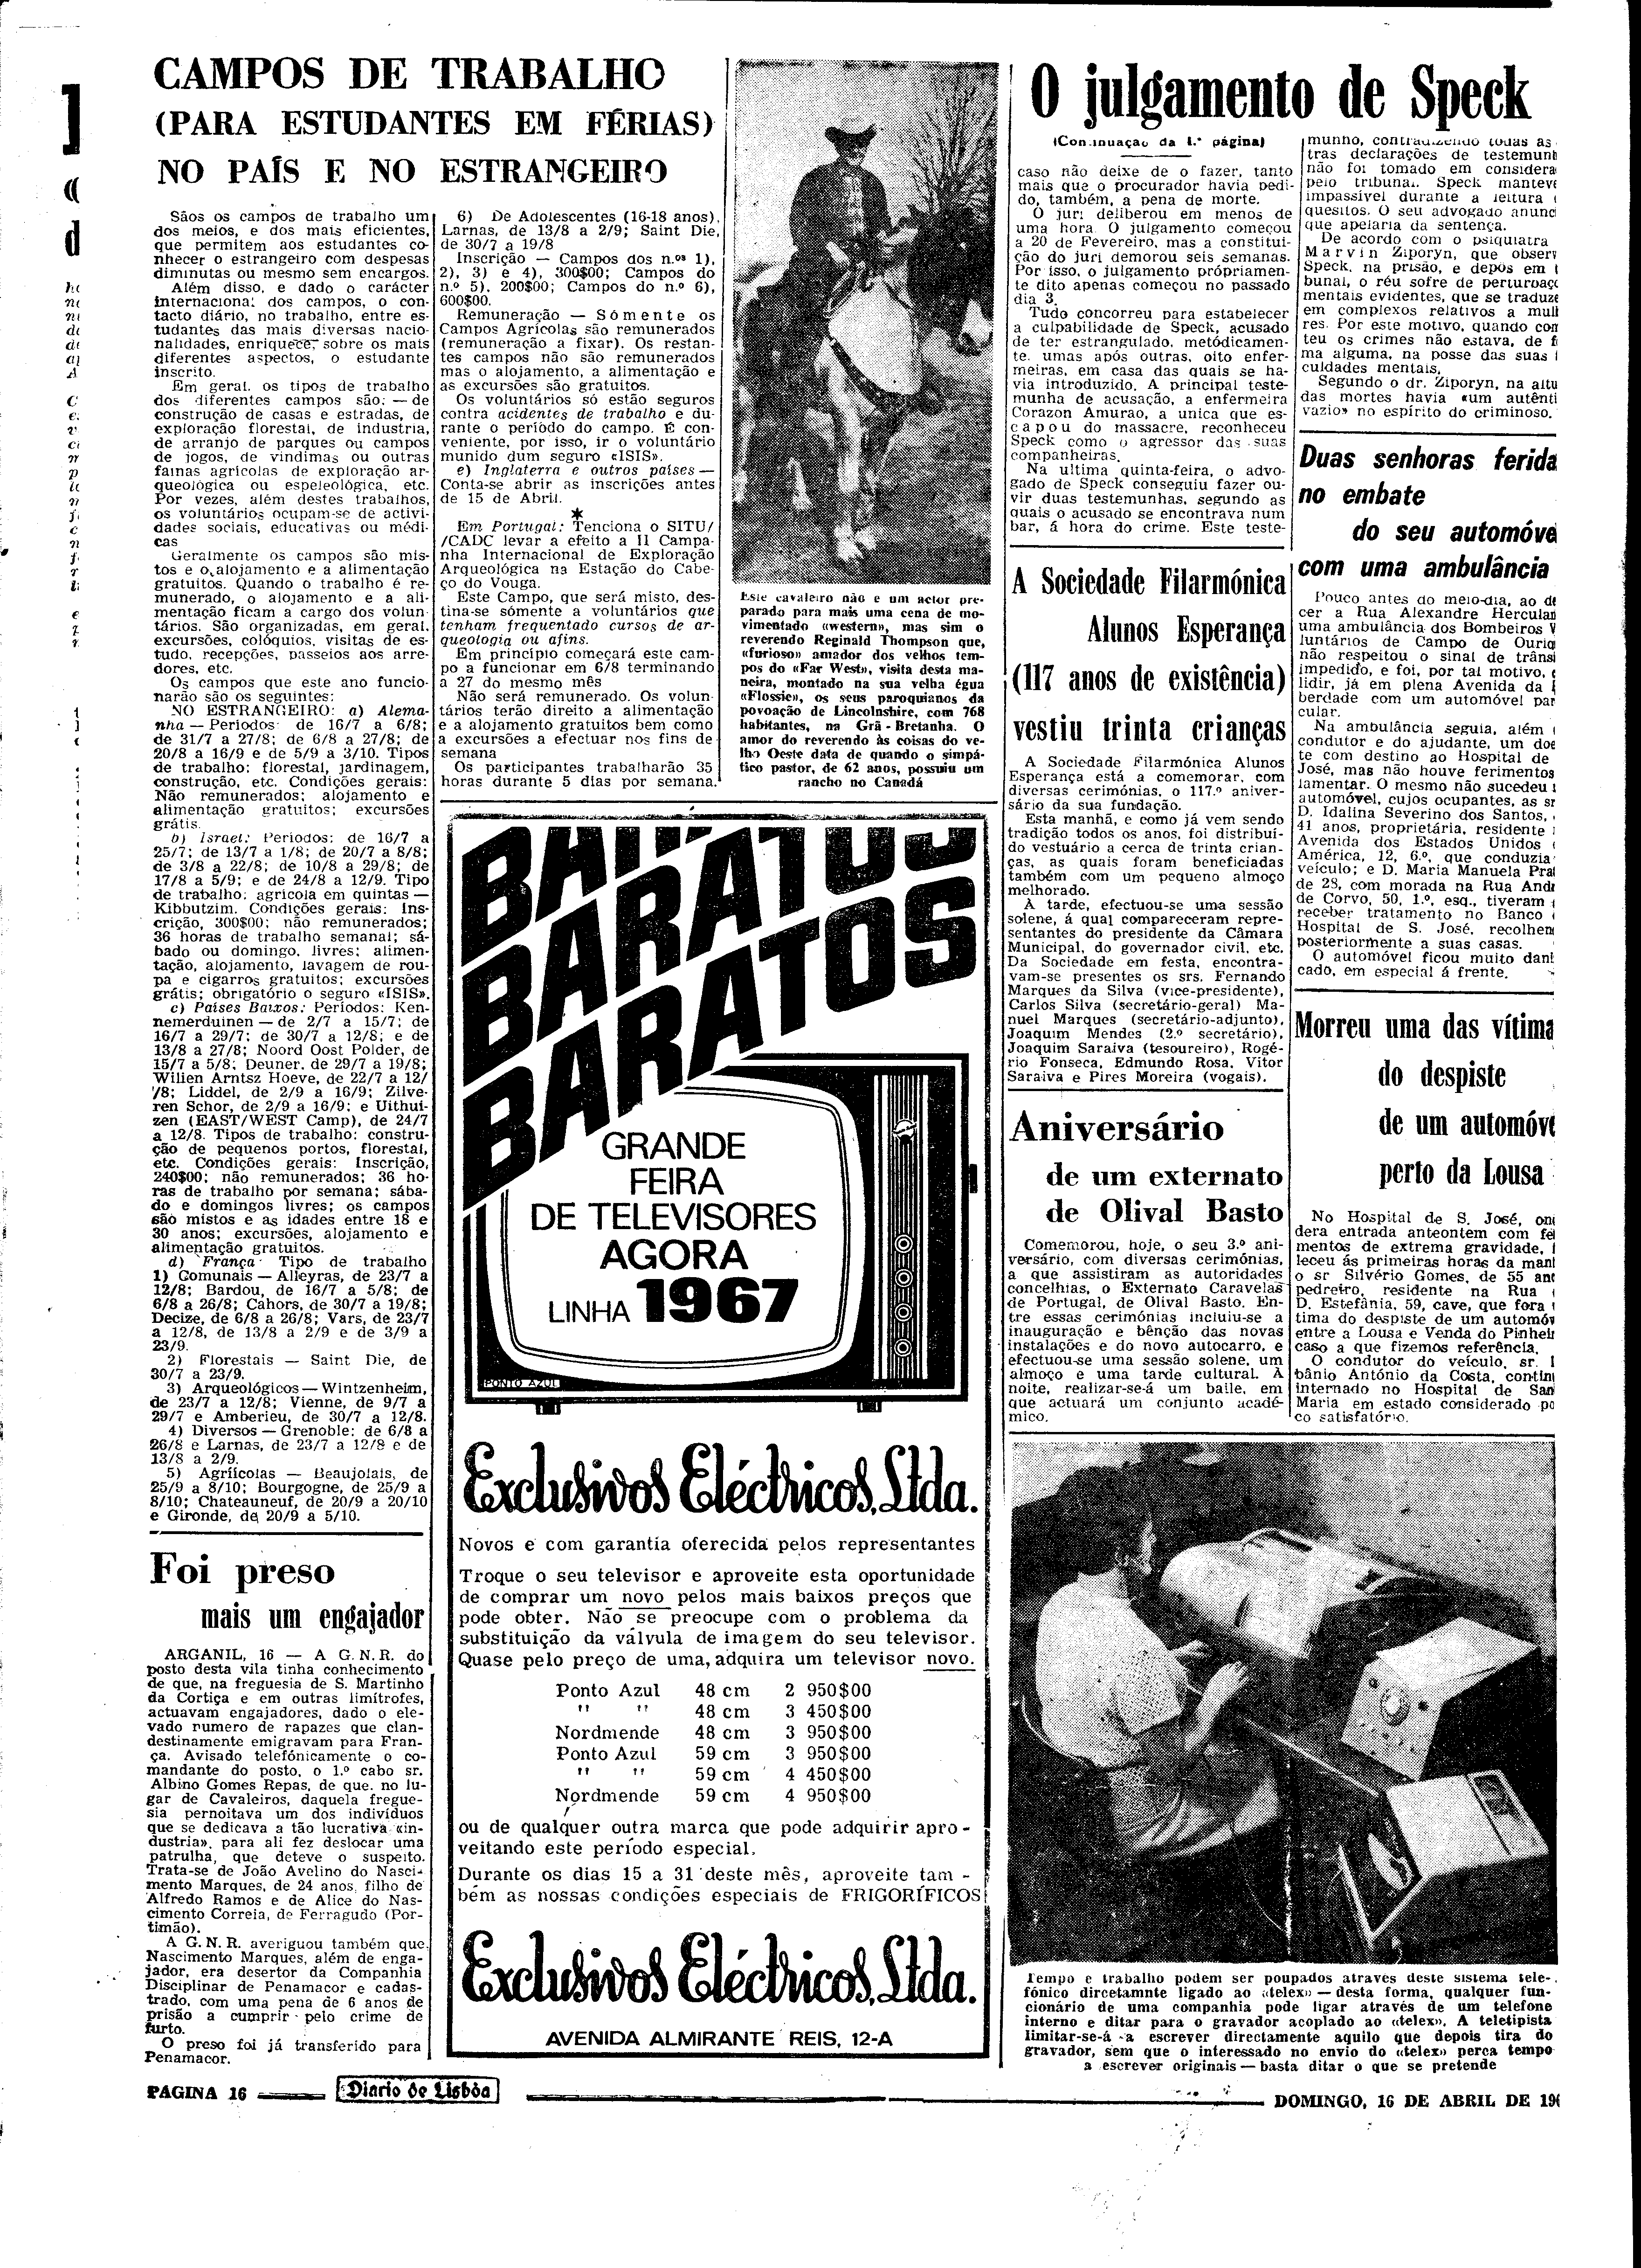 CAMPOS DE TRABALHO
(PARA ESTUDANTES EM FÉRIAS)
NO PAÍS E NO ESTRANGEIRO
Sãos os campos de trabalho um
dos meios, e dos mais eficientes,
que permitem aos estudantes co-
nhecer o estrangeiro com despesas
diminutas ou mesmo sem encargos.
Além disso, e dado o carácter
internacional dos campos, o con-
tacto diário, no trabalho, entre es-
tudantes das mais diversas nacio-
nalidades, enriquece, sobre os mais
diferentes aspectos, o estudante
inscrito.
Em geral, os tipos de trabalho
dos diferentes campos são: — de
construção de casas e estradas, de
exploração florestal, de industria,
de arranjo de parques ou campos
de jogos, de vindimas ou outras
fainas agrícolas de exploração ar-
queológica ou espeleológica, etc.
Por vezes, além destes trabalhos,
os voluntários ocupam-se de activi-
dades sociais, educativas ou médi-
cas
Geralmente os campos são mis-
tos e o alojamento e a alimentação
gratuitos. Quando o trabalho é re-
munerado, o alojamento e a ali-
mentação ficam a cargo dos volun-
tários. São organizadas, em geral,
excursões, colóquios, visitas de es-
tudo, recepções, passeios aos arre-
dores, etc.
Os campos que este ano funcio-
narão são os seguintes:
NO ESTRANGEIRO: a) Alema-
nha — Periodos: de 16/7 a 6/8;
de 31/7 a 27/8; de 6/8 a 27/8; de
20/8 a 16/9 e de 5/9 a 3/10. Tipos
de trabalho: florestal, jardinagem,
construção, etc. Condições gerais:
Não remunerados; alojamento e
alimentação gratuitos; excursões
grátis.
b) Israel: Períodos: de 16/7 a
25/7; de 13/7 a 1/8; de 20/7 a 8/8;
de 3/8 a 22/8; de 10/8 a 29/8; de
17/8 a 5/9; e de 24/8 a 12/9. Tipo
de trabalho: agrícola em quintas —
Kibbutzim. Condições gerais: Ins-
crição, 300$00; não remunerados;
36 horas de trabalho semanal; sá-
bado ou domingo, livres; alimen-
tação, alojamento, lavagem de rou-
pa e cigarros gratuitos; excursões
grátis; obrigatório o seguro «ISIS».
c) Países Baixos: Períodos: Ken-
nemerduinen — de 2/7 a 15/7; de
16/7 a 29/7; de 30/7 a 12/8; e de
13/8 a 27/8; Noord Oost Polder, de
15/7 a 5/8; Deuner, de 29/7 a 19/8;
Wilien Arntsz Hoeve, de 22/7 a 12/
/8; Liddel, de 2/9 a 16/9; Zilve-
ren Schor, de 2/9 a 16/9; e Uithui-
zen (EAST/WEST Camp), de 24/7
a 12/8. Tipos de trabalho: constru-
ção de pequenos portos, florestal,
etc. Condições gerais: Inscrição,
240$00; não remunerados; 36 ho-
ras de trabalho por semana; sába-
do e domingos livres; os campos
são mistos e as idades entre 18 e
30 anos; excursões, alojamento e
alimentação gratuitos.
d) França: Tipo de trabalho
1) Comunais — Alleyras, de 23/7 a
12/8; Bardou, de 16/7 a 5/8; de
6/8 a 26/8; Cahors, de 30/7 a 19/8;
Decize, de 6/8 a 26/8; Vars, de 23/7
a 12/8, de 13/8 a 2/9 e de 3/9 a
23/9.
2) Florestais — Saint Die, de
30/7 a 23/9.
3) Arqueológicos — Wintzenheim,
de 23/7 a 12/8; Vienne, de 9/7 a
29/7 e Amberieu, de 30/7 a 12/8.
4) Diversos — Grenoble: de 6/8 a
26/8 e Larnas, de 23/7 a 12/8 e de
13/8 a 2/9.
5) Agríícolas — Beaujolais, de
25/9 a 8/10; Bourgogne, de 25/9 a
8/10; Chateauneuf, de 20/9 a 20/10
e Gironde, de 20/9 a 5/10.
6) De Adolescentes (16-18 anos).
Larnas, de 13/8 a 2/9; Saint Die,
de 30/7 a 19/8
Inscrição — Campos dos n.os 1),
2), 3) e 4), 300$00; Campos do
n.º 5), 200$00; Campos do n.º 6),
600$00.
Remuneração — Sòmente os
Campos Agrícolas são remunerados
(remuneração a fixar). Os restan-
tes campos não são remunerados
mas o alojamento, a alimentação e
as excursões são gratuitos.
Os voluntários só estão seguros
contra acidentes de trabalho e du-
rante o período do campo. É con-
veniente, por isso, ir o voluntário
munido dum seguro «ISIS».
e) Inglaterra e outros países —
Conta-se abrir as inscrições antes
de 15 de Abril.
★
Em Portugal: Tenciona o SITU/
/CADC levar a efeito a II Campa-
nha Internacional de Exploração
Arqueológica na Estação do Cabe-
ço do Vouga.
Este Campo, que será misto, des-
tina-se sòmente a voluntários que
tenham frequentado cursos de ar-
queologia ou afins.
Em princípio começará este cam-
po a funcionar em 6/8 terminando
a 27 do mesmo mês
Não será remunerado. Os volun-
tários terão direito a alimentação
e a alojamento gratuitos bem como
a excursões a efectuar nos fins de
semana
Os participantes trabalharão 35
horas durante 5 dias por semana.
Este cavaleiro não e um actor pre-
parado para mais uma cena de mo-
vimentado «western», mas sim o
reverendo Reginald Thompson que,
«furioso» amador dos velhos tem-
pos do «Far West», visita desta ma-
neira, montado na sua velha égua
«Flossie», os seus paroquianos da
povoação de Lincolnshire, com 768
habitantes, na Grã-Bretanha. O
amor do reverendo às coisas do ve-
lho Oeste data de quando o simpá-
tico pastor, de 62 anos, possuiu um
rancho no Canadá
Foi preso
mais um engajador
ARGANIL, 16 — A G. N. R. do
posto desta vila tinha conhecimento
de que, na freguesia de S. Martinho
da Cortiça e em outras limítrofes,
actuavam engajadores, dado o ele-
vado numero de rapazes que clan-
destinamente emigravam para Fran-
ça. Avisado telefònicamente o co-
mandante do posto, o 1.º cabo sr.
Albino Gomes Repas, de que, no lu-
gar de Cavaleiros, daquela fregue-
sia pernoitava um dos indivíduos
que se dedicava a tão lucrativa «in-
dustria», para ali fez deslocar uma
patrulha, que deteve o suspeito.
Trata-se de João Avelino do Nasci-
mento Marques, de 24 anos, filho de
Alfredo Ramos e de Alice do Nas-
cimento Correia, de Ferragudo (Por-
timão).
A G. N. R. averiguou também que
Nascimento Marques, além de enga-
jador, era desertor da Companhia
Disciplinar de Penamacor e cadas-
trado, com uma pena de 6 anos de
prisão a cumprir pelo crime de
furto.
O preso foi já transferido para
Penamacor.
BARATOS
BARATOS
BARATOS
GRANDE
FEIRA
DE TELEVISORES
AGORA
LINHA 1967
PONTO AZUL
Exclusivos Eléctricos, Ltda.
Novos e com garantia oferecida pelos representantes
Troque o seu televisor e aproveite esta oportunidade
de comprar um novo pelos mais baixos preços que
pode obter. Não se preocupe com o problema da
substituição da válvula de imagem do seu televisor.
Quase pelo preço de uma, adquira um televisor novo.
Ponto Azul 48 cm 2 950$00
" " 48 cm 3 450$00
Nordmende 48 cm 3 950$00
Ponto Azul 59 cm 3 950$00
" " 59 cm 4 450$00
Nordmende 59 cm 4 950$00
ou de qualquer outra marca que pode adquirir apro-
veitando este período especial.
Durante os dias 15 a 31 deste mês, aproveite tam-
bém as nossas condições especiais de FRIGORÍFICOS
Exclusivos Eléctricos, Ltda.
AVENIDA ALMIRANTE REIS, 12-A
O julgamento de Speck
(Continuação da 1.ª página)
caso não deixe de o fazer, tanto
mais que o procurador havia pedi-
do, também, a pena de morte.
O juri deliberou em menos de
uma hora. O julgamento começou
a 20 de Fevereiro, mas a constitui-
ção do juri demorou seis semanas.
Por isso, o julgamento pròpriamen-
te dito apenas começou no passado
dia 3.
Tudo concorreu para estabelecer
a culpabilidade de Speck, acusado
de ter estrangulado, metòdicamen-
te, umas após outras, oito enfer-
meiras, em casa das quais se ha-
via introduzido. A principal teste-
munha de acusação, a enfermeira
Corazon Amurao, a unica que es-
capou do massacre, reconheceu
Speck como o agressor das suas
companheiras.
Na ultima quinta-feira, o advo-
gado de Speck conseguiu fazer ou-
vir duas testemunhas, segundo as
quais o acusado se encontrava num
bar, á hora do crime. Este teste-
munho, contradizendo todas as
tras declarações de testemunh
não foi tomado em considera
pelo tribunal. Speck manteve
impassível durante a leitura
quesitos. O seu advogado anunc
que apelaria da sentença.
De acordo com o psiquiatra
Marvin Ziporyn, que observ
Speck, na prisão, e depôs em
bunal, o réu sofre de perturbaç
mentais evidentes, que se traduze
em complexos relativos a mul
res. Por este motivo, quando com
teu os crimes não estava, de f
ma alguma, na posse das suas
culdades mentais.
Segundo o dr. Ziporyn, na altu
das mortes havia «um autênti
vazio» no espírito do criminoso.
A Sociedade Filarmónica
Alunos Esperança
(117 anos de existência)
vestiu trinta crianças
A Sociedade Filarmónica Alunos
Esperança está a comemorar, com
diversas cerimónias, o 117.º aniver-
sário da sua fundação.
Esta manhã, e como já vem sendo
tradição todos os anos, foi distribuí-
do vestuário a cerca de trinta crian-
ças, as quais foram beneficiadas
também com um pequeno almoço
melhorado.
À tarde, efectuou-se uma sessão
solene, á qual compareceram repre-
sentantes do presidente da Câmara
Municipal, do governador civil, etc.
Da Sociedade em festa, encontra-
vam-se presentes os srs. Fernando
Marques da Silva (vice-presidente),
Carlos Silva (secretário-geral) Ma-
nuel Marques (secretário-adjunto),
Joaquim Mendes (2.º secretário),
Joaquim Saraiva (tesoureiro), Rogé-
rio Fonseca, Edmundo Rosa, Vítor
Saraiva e Pires Moreira (vogais).
Aniversário
de um externato
de Olival Basto
Comemorou, hoje, o seu 3.º ani-
versário, com diversas cerimónias,
a que assistiram as autoridades
concelhias, o Externato Caravelas
de Portugal, de Olival Basto. En-
tre essas cerimónias incluiu-se a
inauguração e bênção das novas
instalações e do novo autocarro, e
efectuou-se uma sessão solene, um
almoço e uma tarde cultural. À
noite, realizar-se-á um baile, em
que actuará um conjunto acadé-
mico.
Duas senhoras ferida
no embate
do seu automóve
com uma ambulância
Pouco antes do meio-dia, ao de
cer a Rua Alexandre Herculan
uma ambulância dos Bombeiros V
luntários de Campo de Ouriq
não respeitou o sinal de trânsi
impedido, e foi, por tal motivo,
lidir, já em plena Avenida da
berdade com um automóvel par
cular.
Na ambulância seguia, além
condutor e do ajudante, um doe
te com destino ao Hospital de
José, mas não houve ferimentos
lamentar. O mesmo não sucedeu
automóvel, cujos ocupantes, as sr
D. Idalina Severino dos Santos,
41 anos, proprietária, residente
Avenida dos Estados Unidos
América, 12, 6.º, que conduzia
veículo; e D. Maria Manuela Pra
de 28, com morada na Rua Andr
de Corvo, 50, 1.º, esq., tiveram
receber tratamento no Banco
Hospital de S. José, recolhen
posteriormente a suas casas.
O automóvel ficou muito dani
cado, em especial á frente.
Morreu uma das vítima
do despiste
de um automóve
perto da Lousa
No Hospital de S. José, ond
dera entrada anteontem com fe
mentos de extrema gravidade,
leceu ás primeiras horas da man
o sr Silvério Gomes, de 55 ano
pedreiro, residente na Rua
D. Estefânia, 59, cave, que fora
tima do despiste de um automóv
entre a Lousa e Venda do Pinhei
caso a que fizemos referência.
O condutor do veículo, sr.
bânio António da Costa, contin
internado no Hospital de San
Maria em estado considerado po
co satisfatório.
Tempo e trabalho podem ser poupados através deste sistema tele-
fónico dircetamnte ligado ao «telex» — desta forma, qualquer fun-
cionário de uma companhia pode ligar através de um telefone
interno e ditar para o gravador acoplado ao «telex». A teletipista
limitar-se-á a escrever directamente aquilo que depois tira do
gravador, sem que o interessado no envio do «telex» perca tempo
a escrever originais — basta ditar o que se pretende
PÁGINA 16
Diario de Lisbôa
DOMINGO, 16 DE ABRIL DE 19